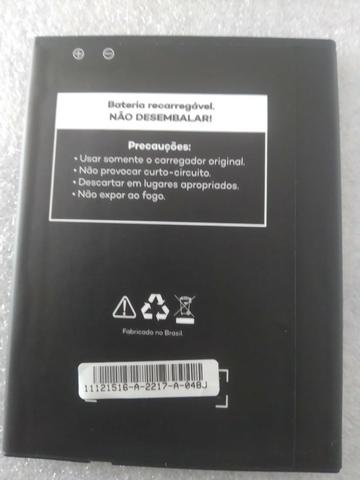 Bateria recarregável.
NÃO DESEMBALAR!
Precauções:
• Usar somente o carregador original.
• Não provocar curto-circuito.
• Descartar em lugares apropriados.
• Não expor ao fogo.
Fabricado no Brasil
11121516-A-2217-A-04BJ